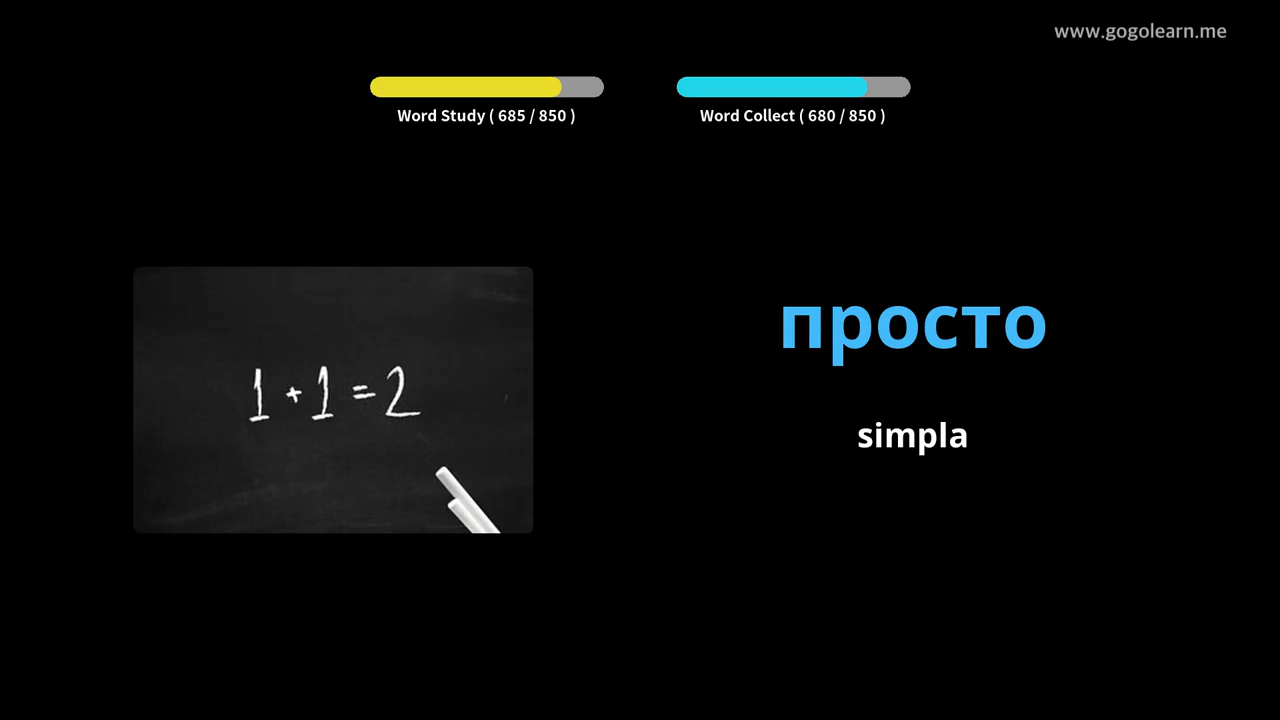 www.gogolearn.me
Word Study ( 685 / 850 )
Word Collect ( 680 / 850 )
1 + 1 = 2
просто
simpla